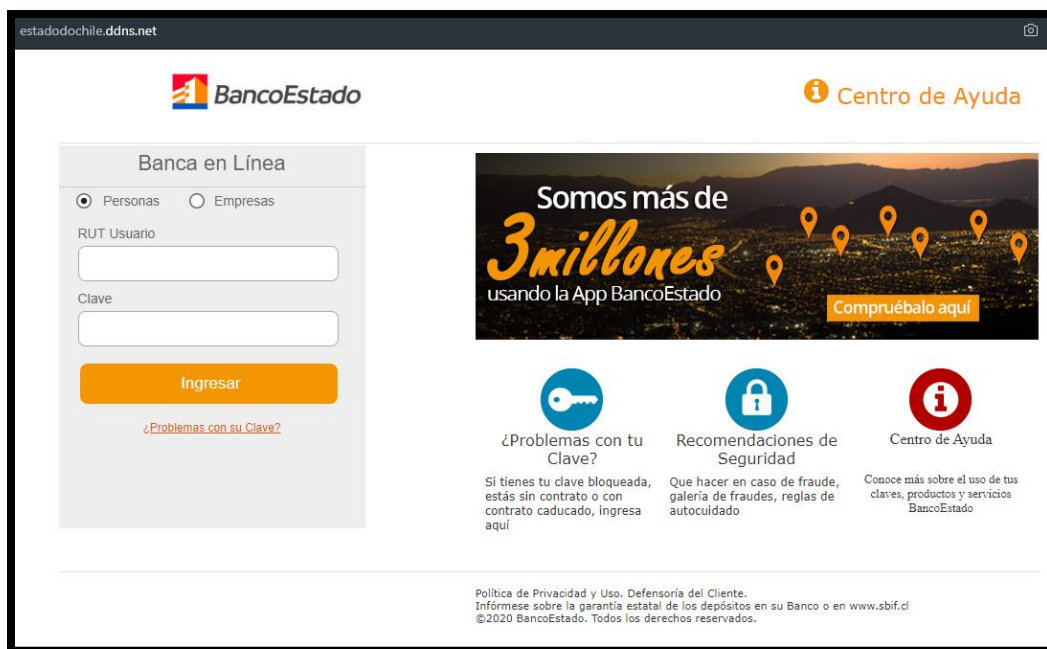 estadodochile.ddns.net
BancoEstado
Centro de Ayuda
Banca en Línea
Personas Empresas
RUT Usuario
Clave
Ingresar
¿Problemas con su Clave?
Somos más de
3millones
usando la App BancoEstado
Compruébalo aquí
¿Problemas con tu
Clave?
Si tienes tu clave bloqueada,
estás sin contrato o con
contrato caducado, ingresa
aquí
Recomendaciones de
Seguridad
Que hacer en caso de fraude,
galería de fraudes, reglas de
autocuidado
Centro de Ayuda
Conoce más sobre el uso de tus
claves, productos y servicios
BancoEstado
Política de Privacidad y Uso. Defensoría del Cliente.
Infórmese sobre la garantía estatal de los depósitos en su Banco o en www.sbif.cl
©2020 BancoEstado. Todos los derechos reservados.